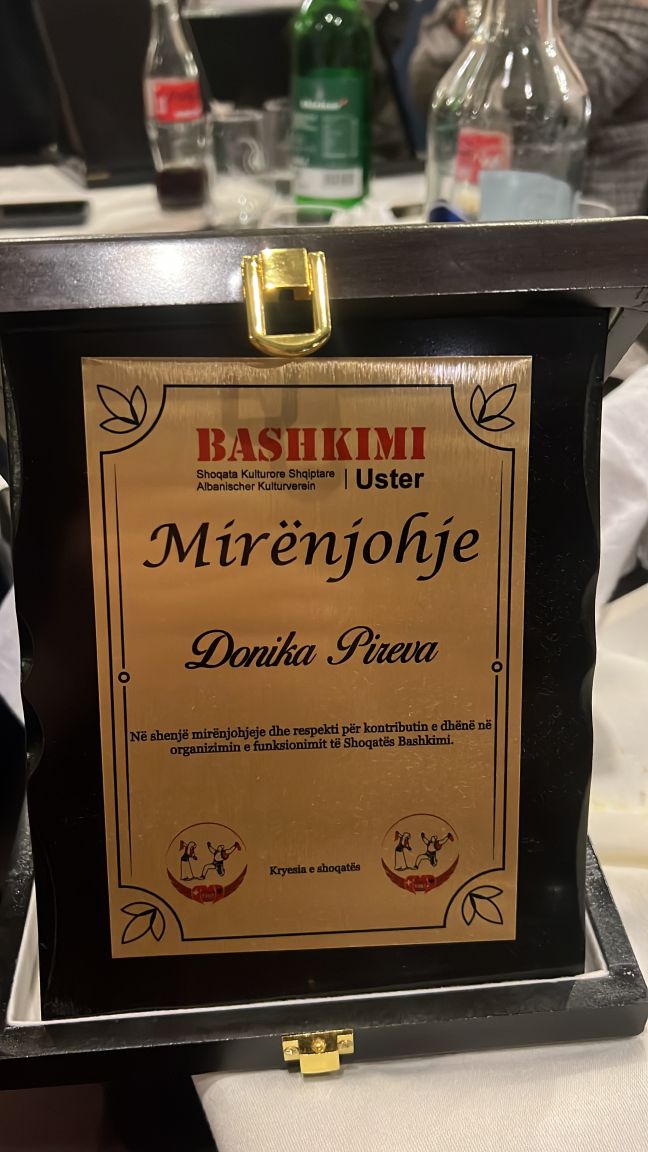 BASHKIMI
Shoqata Kulturore Shqiptare
Albanischer Kulturverein
Uster
Mirënjohje
Donika Pireva
Në shenjë mirënjohjeje dhe respekti për kontributin e dhënë në
organizimin e funksionimit të Shoqatës Bashkimi.
Kryesia e shoqatës